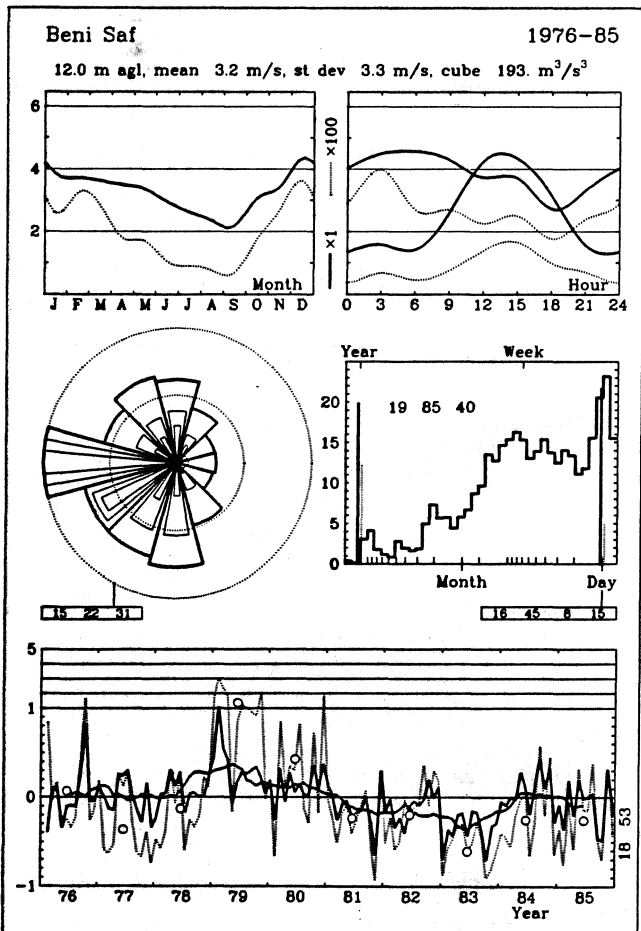 Beni Saf 1976-85
12.0 m agl, mean 3.2 m/s, st dev 3.3 m/s, cube 193. m³/s³
6
4
2
Month
J F M A M J J A S O N D
×1 ×100
Hour
0 3 6 9 12 15 18 21 24
Year Week
20
15
10
5
0
19 85 40
Month Day
15 22 31
16 45 8 15
5
1
0
-1
76 77 78 79 80 81 82 83 84 85
Year
18 53